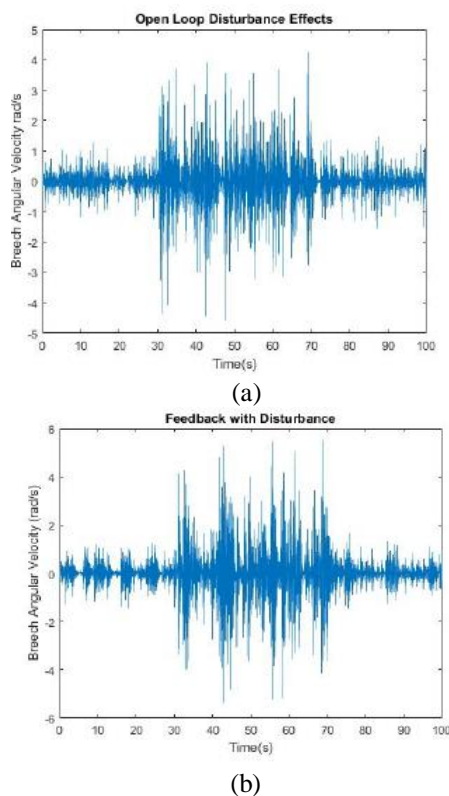 Open Loop Disturbance Effects
5
4
3
2
1
0
-1
-2
-3
-4
-5
Breech Angular Velocity rad/s
0 10 20 30 40 50 60 70 80 90 100
Time(s)
(a)
Feedback with Disturbance
6
4
2
0
-2
-4
-6
Breech Angular Velocity (rad/s)
0 10 20 30 40 50 60 70 80 90 100
Time(s)
(b)